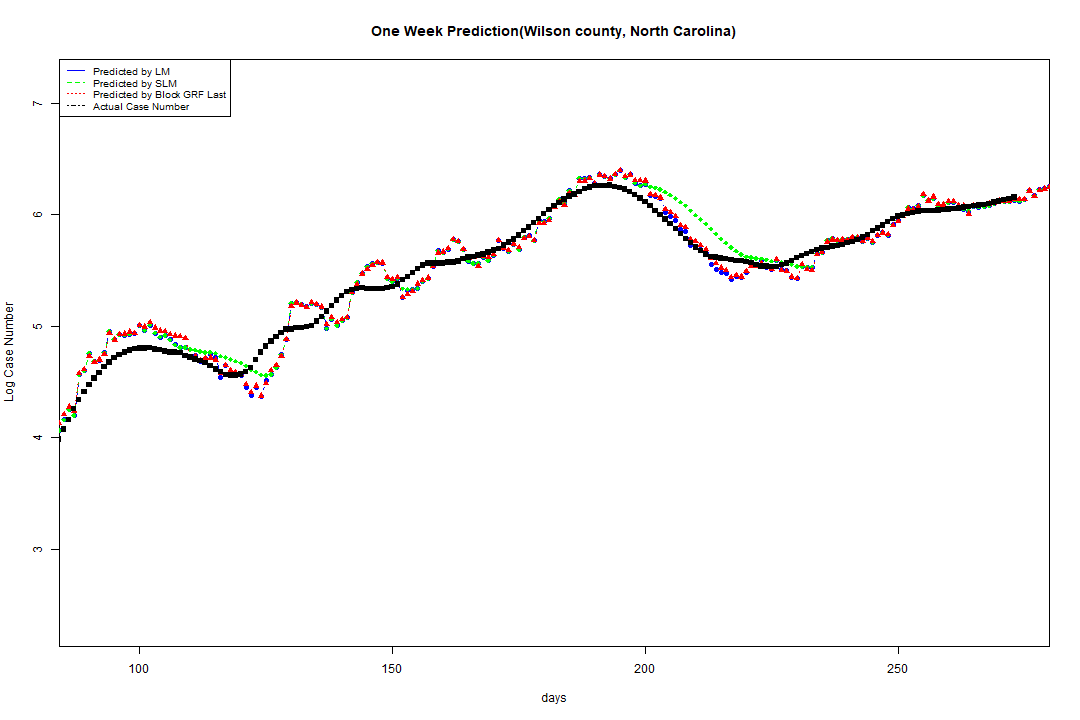 One Week Prediction(Wilson county, North Carolina)
Predicted by LM
Predicted by SLM
Predicted by Block GRF Last
Actual Case Number
7
6
5
4
3
Log Case Number
100 150 200 250
days